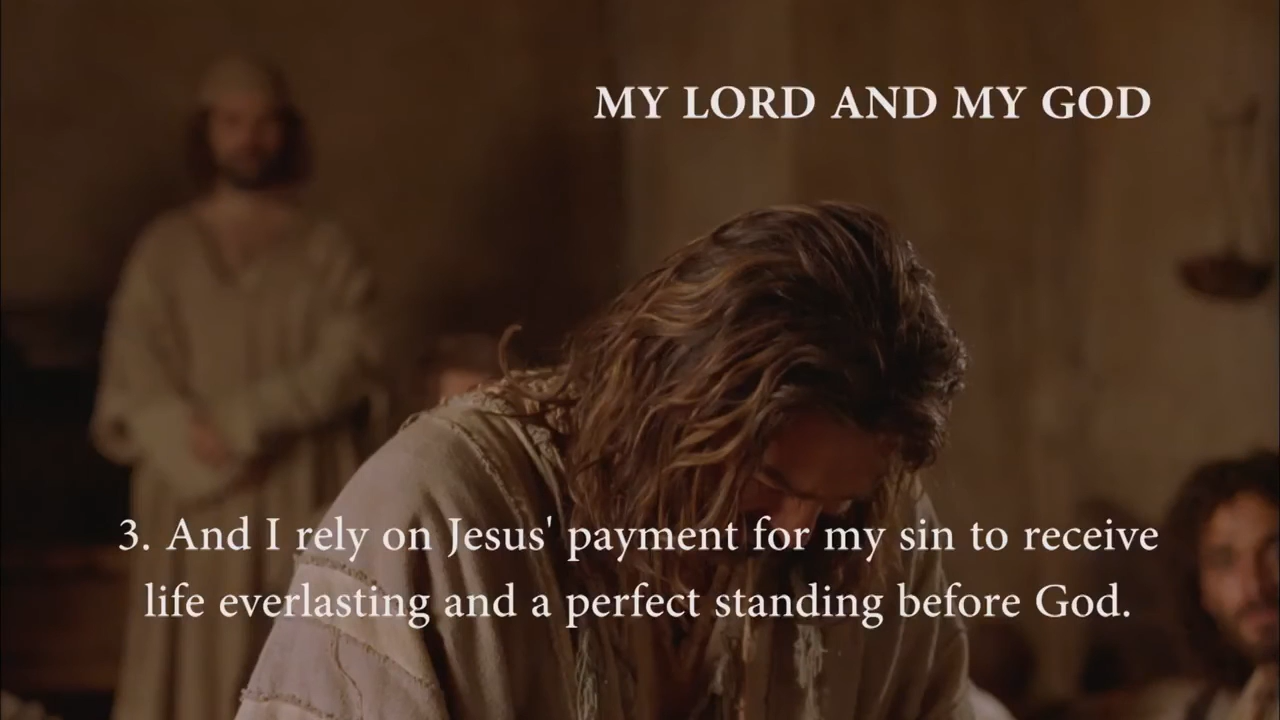 MY LORD AND MY GOD
3. And I rely on Jesus' payment for my sin to receive
life everlasting and a perfect standing before God.